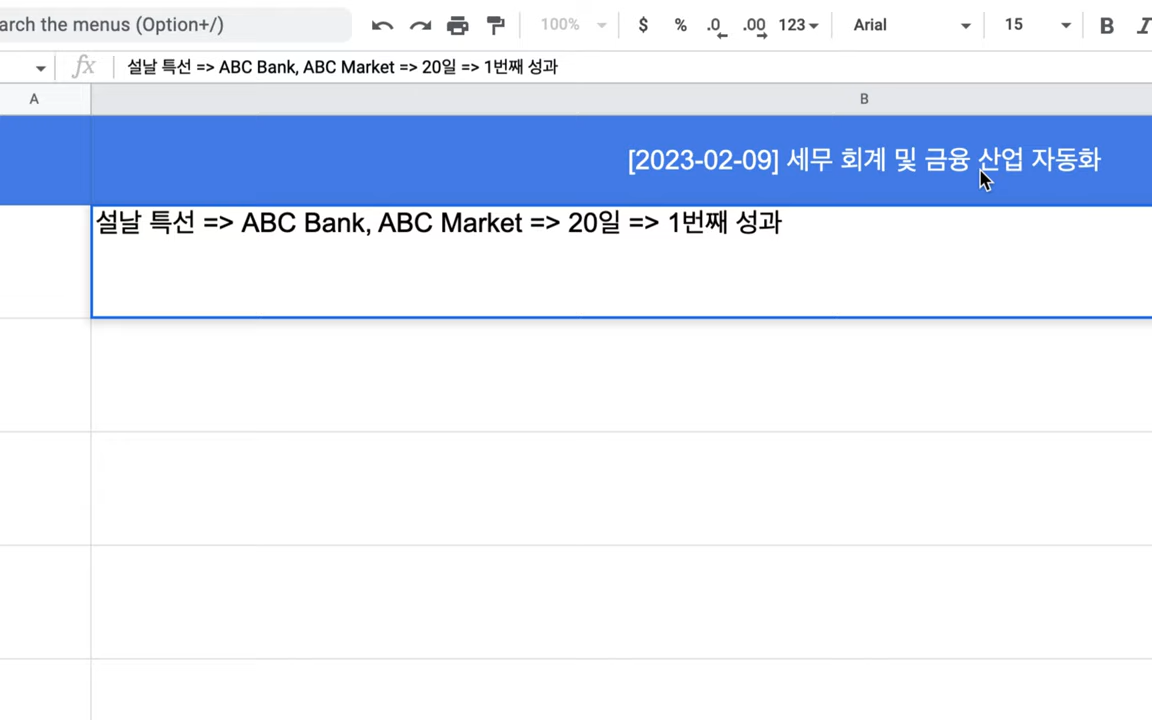 arch the menus (Option+/)
100%
$ % .0 .00 123
Arial
15
B I
fx 설날 특선 => ABC Bank, ABC Market => 20일 => 1번째 성과
A B
[2023-02-09] 세무 회계 및 금융 산업 자동화
설날 특선 => ABC Bank, ABC Market => 20일 => 1번째 성과